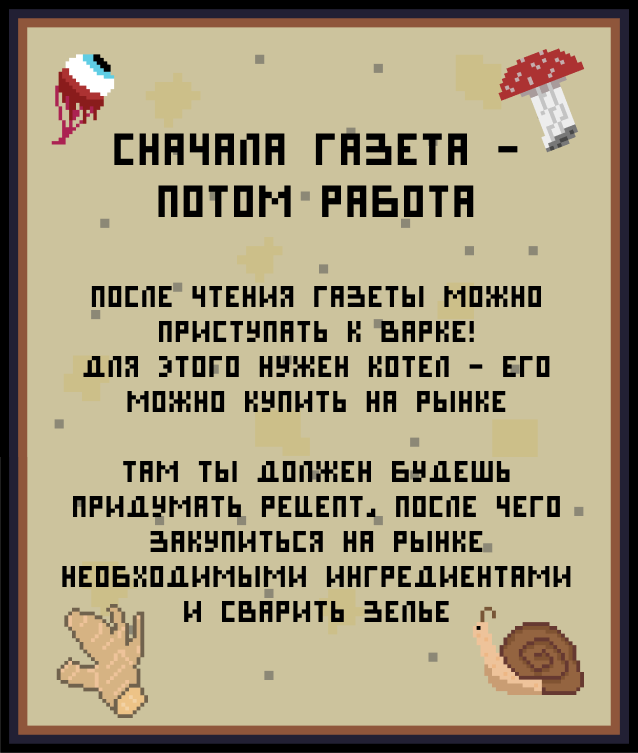 СНАЧАЛА ГАЗЕТА -
ПОТОМ РАБОТА
ПОСЛЕ ЧТЕНИЯ ГАЗЕТЫ МОЖНО
ПРИСТУПАТЬ К ВАРКЕ!
ДЛЯ ЭТОГО НУЖЕН КОТЕЛ - ЕГО
МОЖНО КУПИТЬ НА РЫНКЕ
ТАМ ТЫ ДОЛЖЕН БУДЕШЬ
ПРИДУМАТЬ РЕЦЕПТ, ПОСЛЕ ЧЕГО
ЗАКУПИТЬСЯ НА РЫНКЕ
НЕОБХОДИМЫМИ ИНГРЕДИЕНТАМИ
И СВАРИТЬ ЗЕЛЬЕ